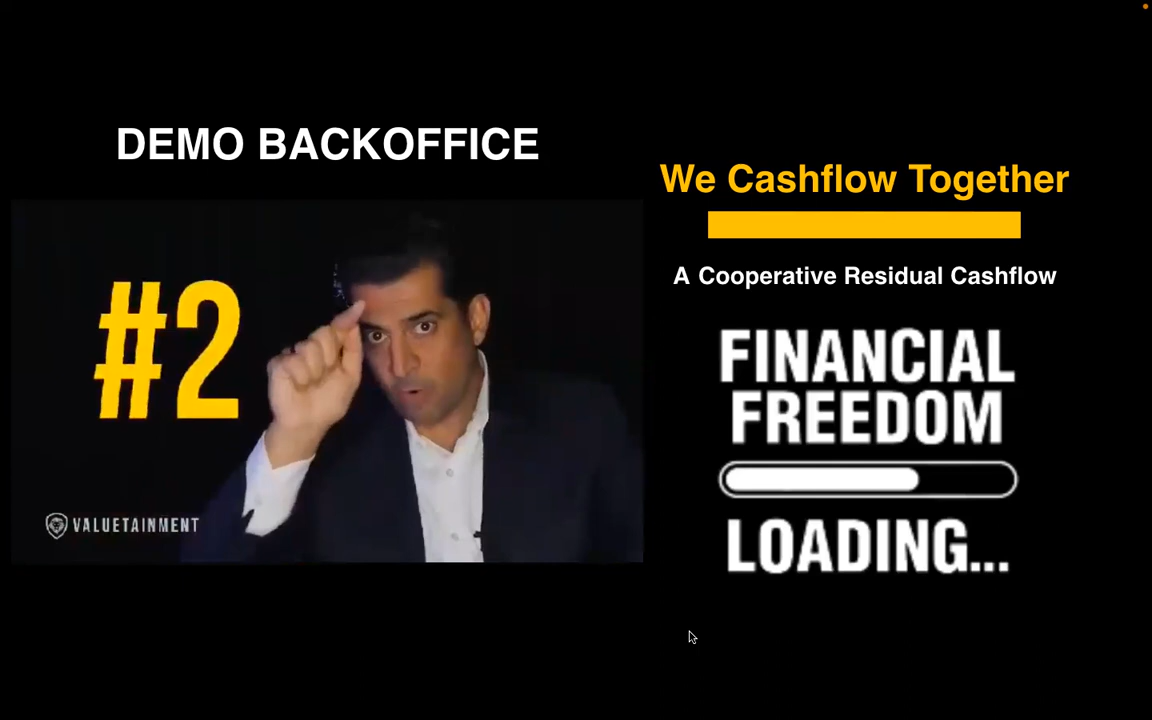 DEMO BACKOFFICE
#2
VALUETAINMENT
We Cashflow Together
A Cooperative Residual Cashflow
FINANCIAL
FREEDOM
LOADING...